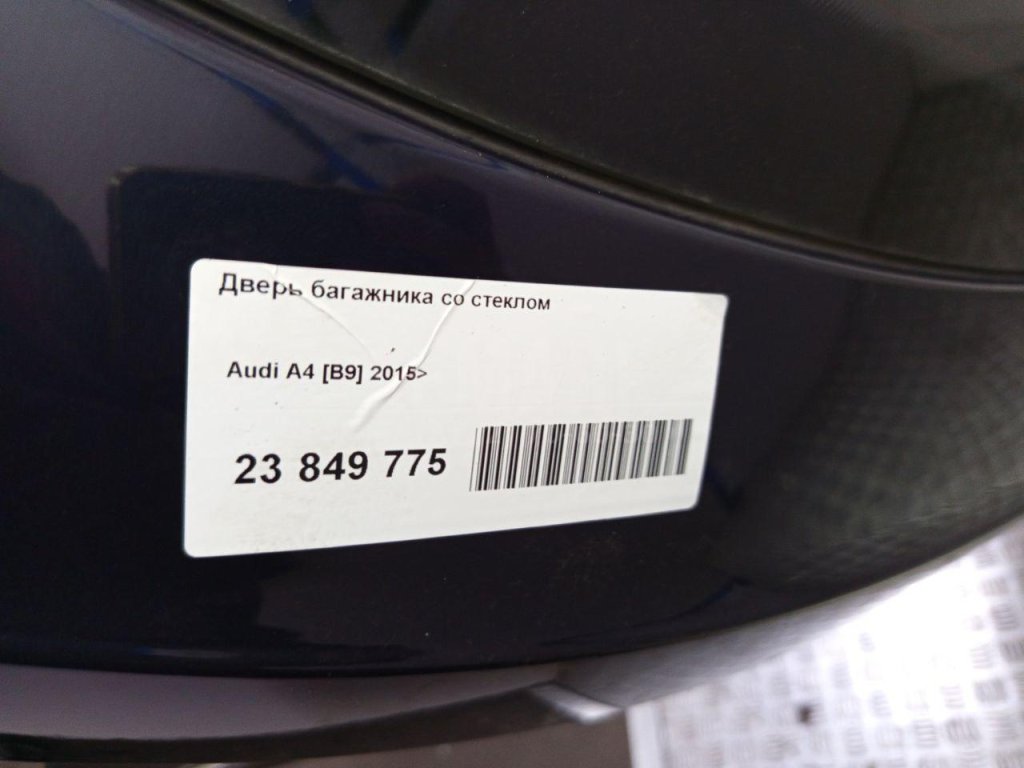 Дверь багажника со стеклом
Audi A4 [B9] 2015>
23 849 775